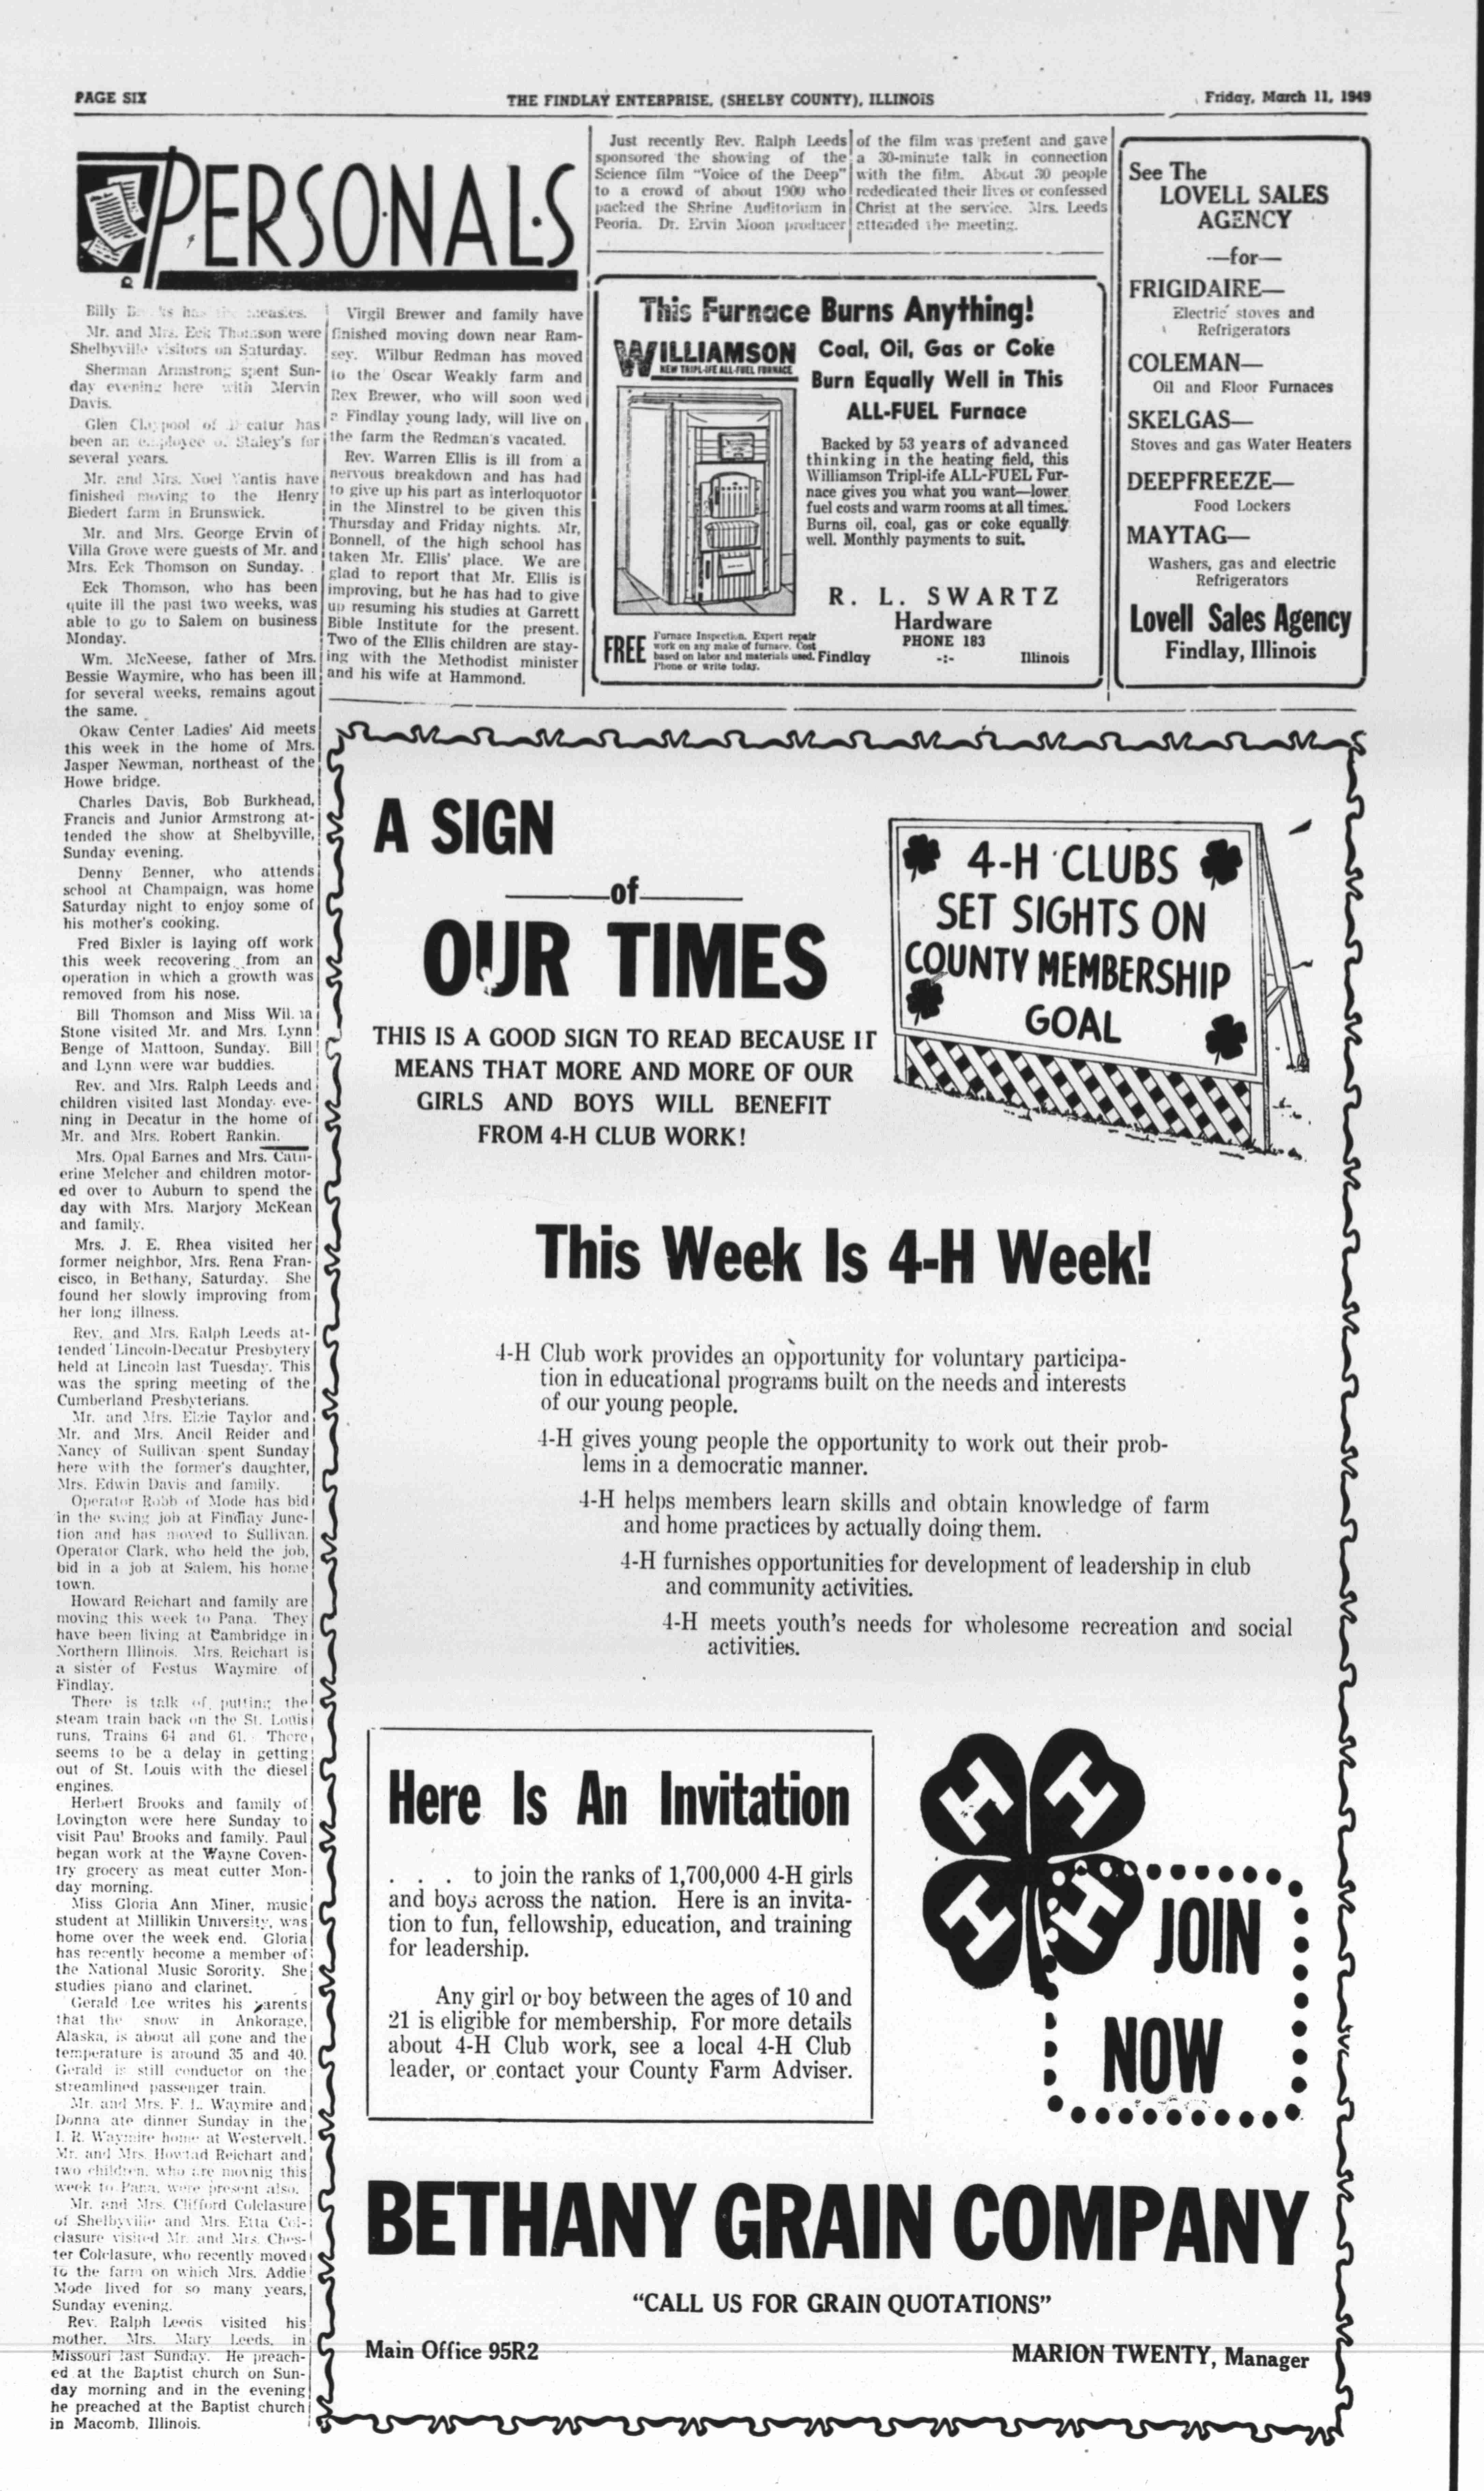 PAGE SIX
THE FINDLAY ENTERPRISE, (SHELBY COUNTY), ILLINOIS
Friday, March 11, 1949
PERSONALS
Billy has the measles.
Mr. and Mrs. Eck Thomson were
Shelbyville visitors on Saturday.
Sherman Armstrong spent Sun-
day evening here with Mervin
Davis.
Glen Claypool of Decatur has
been an employee of Staley's for
several years.
Mr. and Mrs. Noel Vantis have
finished moving to the Henry
Biedert farm in Brunswick.
Mr. and Mrs. George Ervin of
Villa Grove were guests of Mr. and
Mrs. Eck Thomson on Sunday.
Eck Thomson, who has been
quite ill the past two weeks, was
able to go to Salem on business
Monday.
Wm. McNeese, father of Mrs.
Bessie Waymire, who has been ill
for several weeks, remains agout
the same.
Okaw Center Ladies' Aid meets
this week in the home of Mrs.
Jasper Newman, northeast of the
Howe bridge.
Charles Davis, Bob Burkhead,
Francis and Junior Armstrong at-
tended the show at Shelbyville,
Sunday evening.
Denny Benner, who attends
school at Champaign, was home
Saturday night to enjoy some of
his mother's cooking.
Fred Bixler is laying off work
this week recovering from an
operation in which a growth was
removed from his nose.
Bill Thomson and Miss Wilma
Stone visited Mr. and Mrs. Lynn
Benge of Mattoon, Sunday. Bill
and Lynn were war buddies.
Rev. and Mrs. Ralph Leeds and
children visited last Monday eve-
ning in Decatur in the home of
Mr. and Mrs. Robert Rankin.
Mrs. Opal Barnes and Mrs. Cath-
erine Melcher and children motor-
ed over to Auburn to spend the
day with Mrs. Marjory McKean
and family.
Mrs. J. E. Rhea visited her
former neighbor, Mrs. Rena Fran-
cisco, in Bethany, Saturday. She
found her slowly improving from
her long illness.
Rev. and Mrs. Ralph Leeds at-
tended Lincoln-Decatur Presbytery
held at Lincoln last Tuesday. This
was the spring meeting of the
Cumberland Presbyterians.
Mr. and Mrs. Elzie Taylor and
Mr. and Mrs. Ancil Reider and
Nancy of Sullivan spent Sunday
here with the former's daughter,
Mrs. Edwin Davis and family.
Operator Robb of Mode has bid
in the swing job at Findlay Junc-
tion and has moved to Sullivan.
Operator Clark, who held the job,
bid in a job at Salem, his home
town.
Howard Reichart and family are
moving this week to Pana. They
have been living at Cambridge in
Northern Illinois. Mrs. Reichart is
a sister of Festus Waymire of
Findlay.
There is talk of putting the
steam train back on the St. Louis
runs, Trains 64 and 61. There
seems to be a delay in getting
out of St. Louis with the diesel
engines.
Herbert Brooks and family of
Lovington were here Sunday to
visit Paul Brooks and family. Paul
began work at the Wayne Coven-
try grocery as meat cutter Mon-
day morning.
Miss Gloria Ann Miner, music
student at Millikin University, was
home over the week end. Gloria
has recently become a member of
the National Music Sorority. She
studies piano and clarinet.
Gerald Lee writes his parents
that the snow in Ankorage,
Alaska, is about all gone and the
temperature is around 35 and 40.
Gerald is still conductor on the
streamlined passenger train.
Mr. and Mrs. F. L. Waymire and
Donna ate dinner Sunday in the
I. R. Waymire home at Westervelt.
Mr. and Mrs. Howard Reichart and
two children, who are movnig this
week to Pana, were present also.
Mr. and Mrs. Clifford Colclasure
of Shelbyville and Mrs. Etta Col-
clasure visited Mr. and Mrs. Ches-
ter Colclasure, who recently moved
to the farm on which Mrs. Addie
Mode lived for so many years,
Sunday evening.
Rev. Ralph Leeds visited his
mother, Mrs. Mary Leeds, in
Missouri last Sunday. He preach-
ed at the Baptist church on Sun-
day morning and in the evening
he preached at the Baptist church
in Macomb, Illinois.
Virgil Brewer and family have
finished moving down near Ram-
sey. Wilbur Redman has moved
to the Oscar Weakly farm and
Rex Brewer, who will soon wed
a Findlay young lady, will live on
the farm the Redman's vacated.
Rev. Warren Ellis is ill from a
nervous breakdown and has had
to give up his part as interloquotor
in the Minstrel to be given this
Thursday and Friday nights. Mr,
Bonnell, of the high school has
taken Mr. Ellis' place. We are
glad to report that Mr. Ellis is
improving, but he has had to give
up resuming his studies at Garrett
Bible Institute for the present.
Two of the Ellis children are stay-
ing with the Methodist minister
and his wife at Hammond.
Just recently Rev. Ralph Leeds
sponsored the showing of the
Science film "Voice of the Deep"
to a crowd of about 1900 who
packed the Shrine Auditorium in
Peoria. Dr. Ervin Moon producer
of the film was present and gave
a 30-minute talk in connection
with the film. About 30 people
rededicated their lives or confessed
Christ at the service. Mrs. Leeds
attended the meeting.
This Furnace Burns Anything!
WILLIAMSON
NEW TRIPL-IFE ALL-FUEL FURNACE
Coal, Oil, Gas or Coke
Burn Equally Well in This
ALL-FUEL Furnace
Backed by 53 years of advanced
thinking in the heating field, this
Williamson Tripl-ife ALL-FUEL Fur-
nace gives you what you want—lower
fuel costs and warm rooms at all times.
Burns oil, coal, gas or coke equally
well. Monthly payments to suit.
R. L. SWARTZ
Hardware
PHONE 183
Findlay -:- Illinois
FREE
Furnace Inspection. Expert repair
work on any make of furnace. Cost
based on labor and materials used.
Phone or write today.
See The
LOVELL SALES
AGENCY
—for—
FRIGIDAIRE—
Electric stoves and
Refrigerators
COLEMAN—
Oil and Floor Furnaces
SKELGAS—
Stoves and gas Water Heaters
DEEPFREEZE—
Food Lockers
MAYTAG—
Washers, gas and electric
Refrigerators
Lovell Sales Agency
Findlay, Illinois
A SIGN
of
OUR TIMES
THIS IS A GOOD SIGN TO READ BECAUSE IT
MEANS THAT MORE AND MORE OF OUR
GIRLS AND BOYS WILL BENEFIT
FROM 4-H CLUB WORK!
4-H CLUBS
SET SIGHTS ON
COUNTY MEMBERSHIP
GOAL
This Week Is 4-H Week!
4-H Club work provides an opportunity for voluntary participa-
tion in educational programs built on the needs and interests
of our young people.
4-H gives young people the opportunity to work out their prob-
lems in a democratic manner.
4-H helps members learn skills and obtain knowledge of farm
and home practices by actually doing them.
4-H furnishes opportunities for development of leadership in club
and community activities.
4-H meets youth's needs for wholesome recreation and social
activities.
Here Is An Invitation
. . . to join the ranks of 1,700,000 4-H girls
and boys across the nation. Here is an invita-
tion to fun, fellowship, education, and training
for leadership.
Any girl or boy between the ages of 10 and
21 is eligible for membership. For more details
about 4-H Club work, see a local 4-H Club
leader, or contact your County Farm Adviser.
H H
H H
JOIN
NOW
BETHANY GRAIN COMPANY
"CALL US FOR GRAIN QUOTATIONS"
Main Office 95R2
MARION TWENTY, Manager